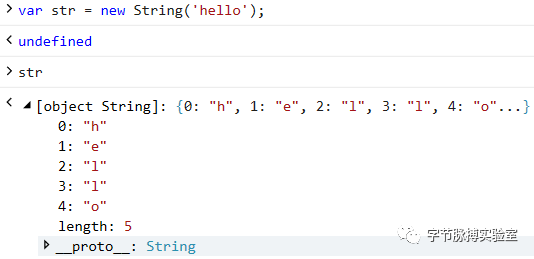 > var str = new String('hello');
< undefined
> str
< ◢ [object String]: {0: "h", 1: "e", 2: "l", 3: "l", 4: "o"...}
0: "h"
1: "e"
2: "l"
3: "l"
4: "o"
length: 5
▷ __proto__: String
字节脉搏实验室